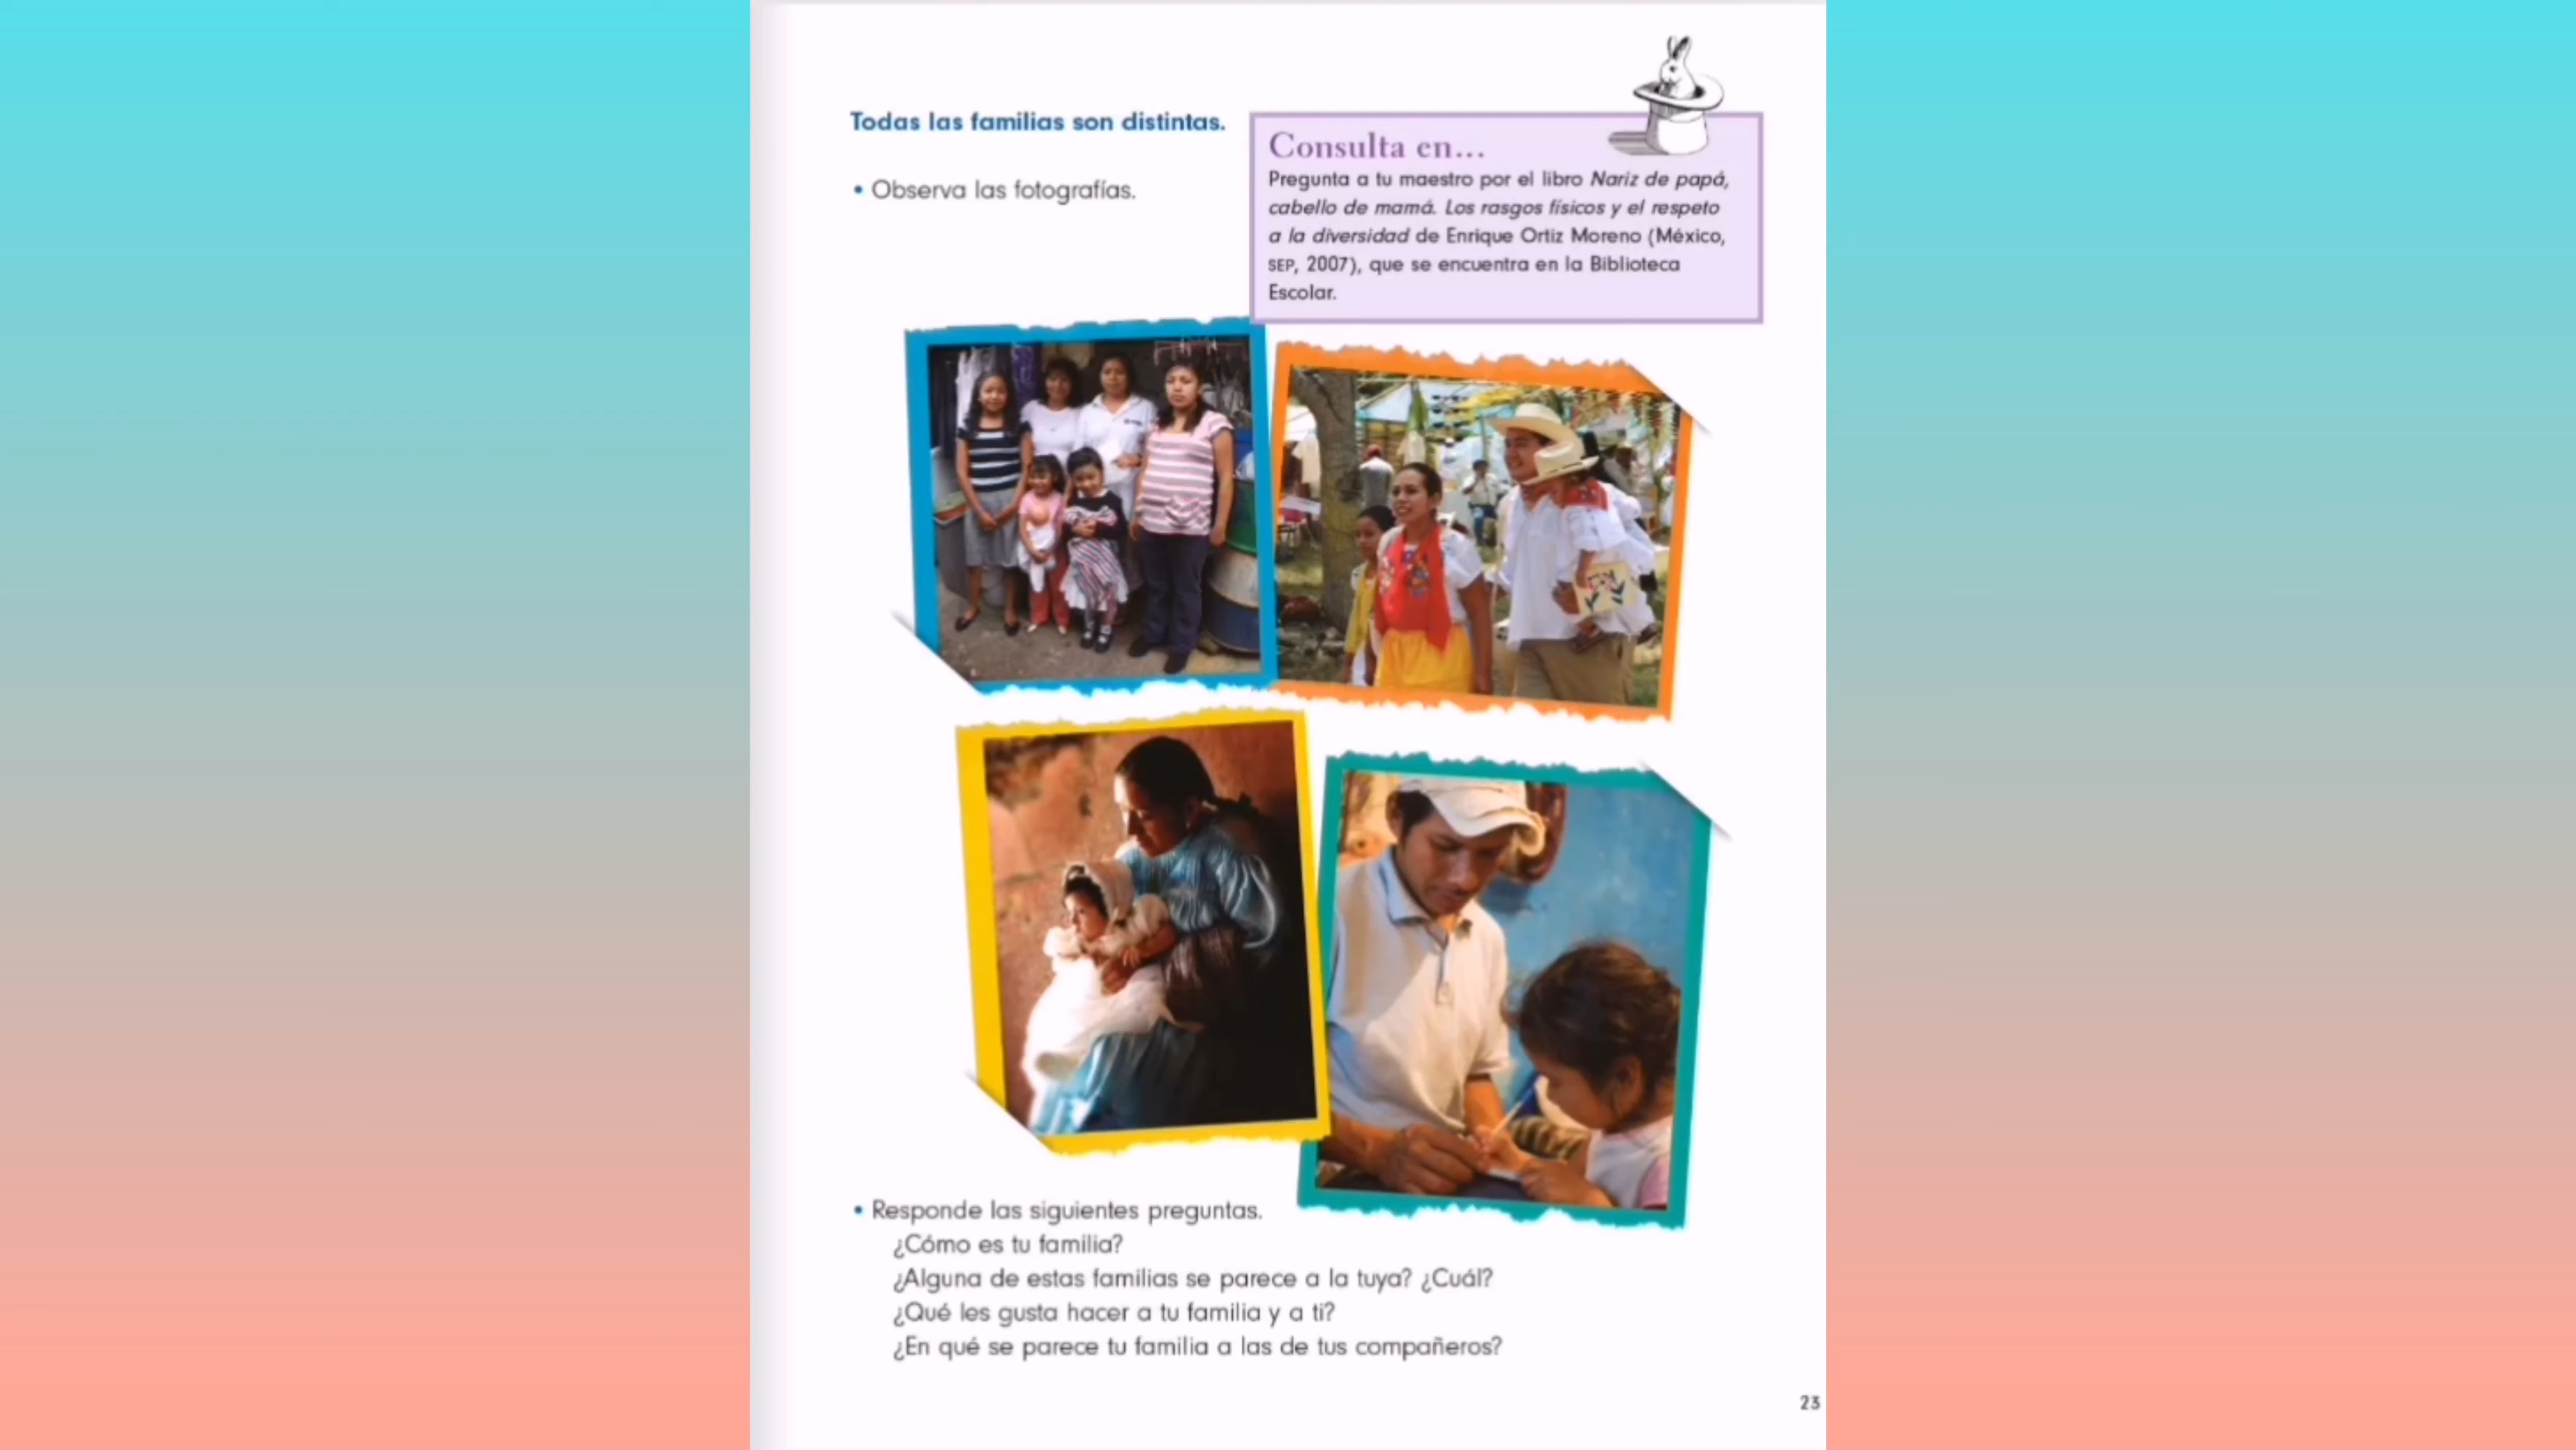 Todas las familias son distintas.
• Observa las fotografías.
Consulta en...
Pregunta a tu maestro por el libro Nariz de papá,
cabello de mamá. Los rasgos físicos y el respeto
a la diversidad de Enrique Ortiz Moreno (México,
SEP, 2007), que se encuentra en la Biblioteca
Escolar.
• Responde las siguientes preguntas.
¿Cómo es tu familia?
¿Alguna de estas familias se parece a la tuya? ¿Cuál?
¿Qué les gusta hacer a tu familia y a ti?
¿En qué se parece tu familia a las de tus compañeros?
23